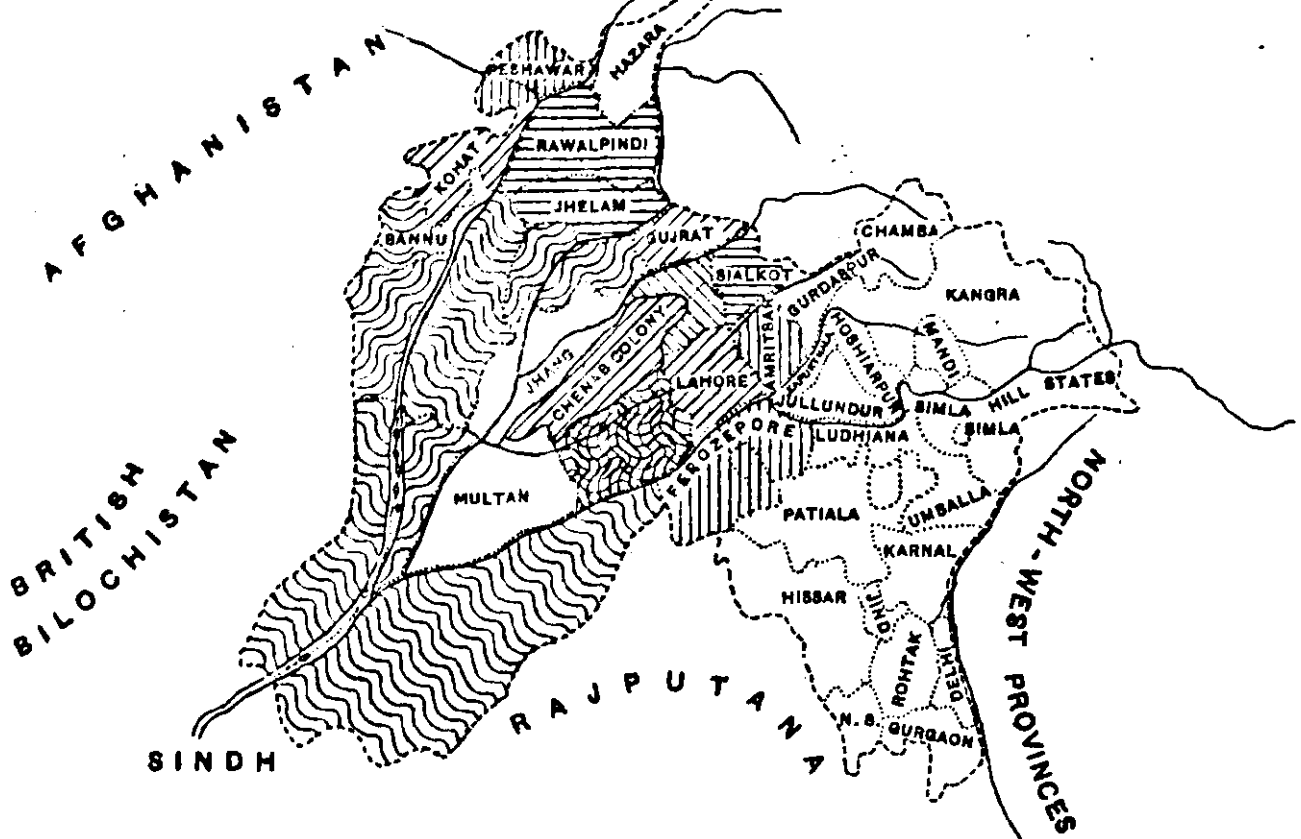 AFGHANISTAN
PESHAWAR
HAZARA
RAWALPINDI
KOHAT
JHELAM
BANNU
GUJRAT
CHAMBA
SIALKOT
GURDASPUR
KANGRA
JHANG
CHENAB COLONY
LAHORE
AMRITSAR
KAPURTHALA
HOSHIARPUR
MANDI
JULLUNDUR
SIMLA HILL STATES
SIMLA
LUDHIANA
FEROZEPORE
MULTAN
PATIALA
UMBALLA
KARNAL
BRITISH
BILOCHISTAN
HISSAR
JIND
ROHTAK
DELHI
NORTH-WEST PROVINCES
RAJPUTANA
N. S.
GURGAON
SINDH